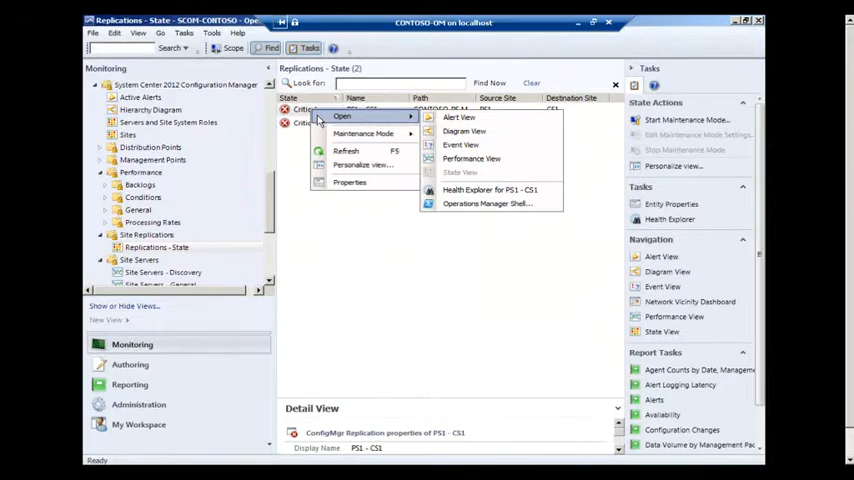 Replications - State - SCOM-CONTOSO - Ope
CONTOSO-OM on localhost
File Edit View Go Tasks Tools Help
Search Scope Find Tasks
Monitoring
System Center 2012 Configuration Manager
Active Alerts
Hierarchy Diagram
Servers and Site System Roles
Sites
Distribution Points
Management Points
Performance
Backlogs
Conditions
General
Processing Rates
Site Replications
Replications - State
Site Servers
Site Servers - Discovery
Site Servers - General
Show or Hide Views...
New View
Monitoring
Authoring
Reporting
Administration
My Workspace
Ready
Replications - State (2)
Look for: Find Now Clear
State Name Path Source Site Destination Site
Critical
Critic
Open
Maintenance Mode
Refresh F5
Personalize view...
Properties
Alert View
Diagram View
Event View
Performance View
State View
Health Explorer for PS1 - CS1
Operations Manager Shell...
Detail View
ConfigMgr Replication properties of PS1 - CS1
Display Name PS1 - CS1
Tasks
State Actions
Start Maintenance Mode...
Edit Maintenance Mode Settings...
Stop Maintenance Mode
Personalize view...
Tasks
Entity Properties
Health Explorer
Navigation
Alert View
Diagram View
Event View
Network Vicinity Dashboard
Performance View
State View
Report Tasks
Agent Counts by Date, Manageme
Alert Logging Latency
Alerts
Availability
Configuration Changes
Data Volume by Management Pac